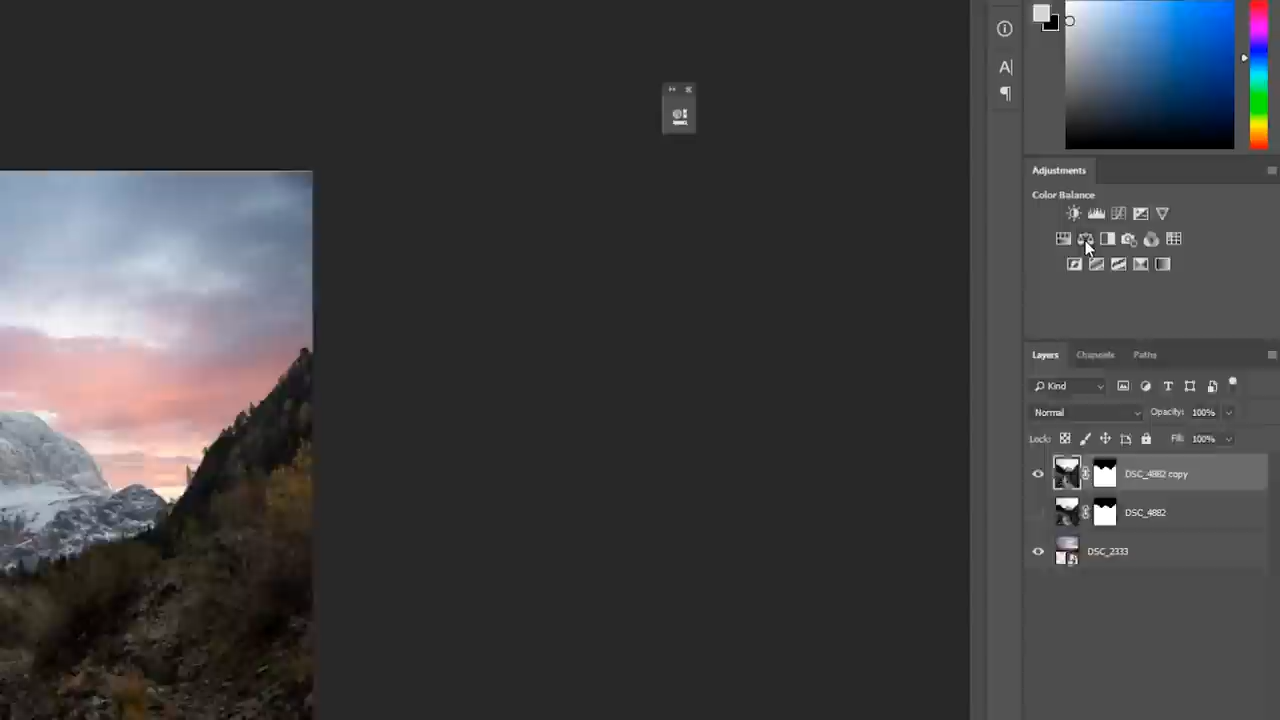 A|
¶
Adjustments
Color Balance
Layers Channels Paths
Kind
Normal Opacity: 100%
Lock: Fill: 100%
DSC_4882 copy
DSC_4882
DSC_2333